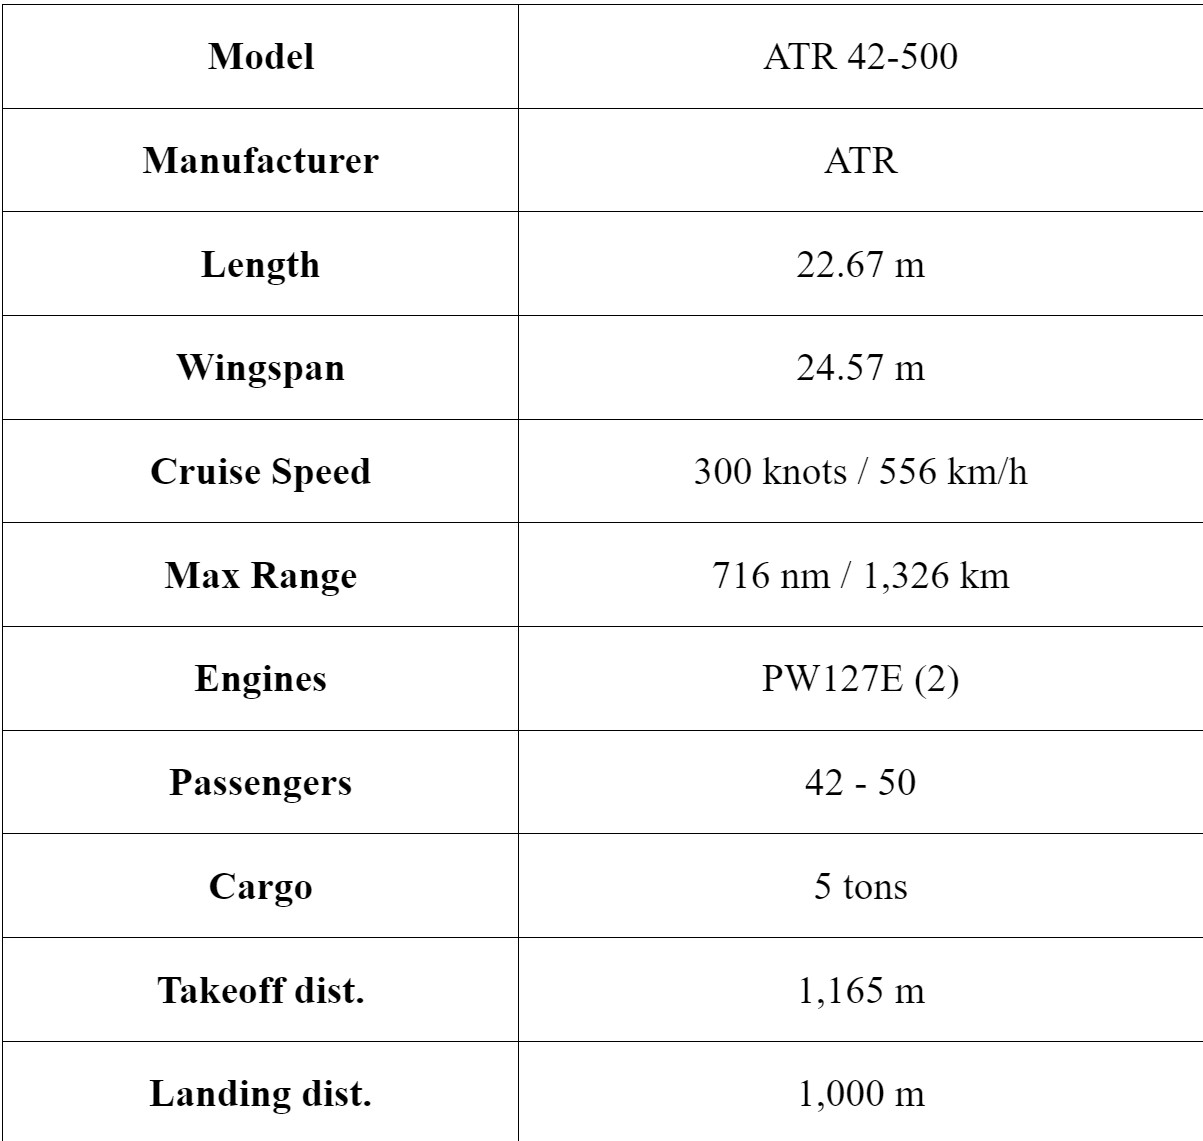 Model ATR 42-500
Manufacturer ATR
Length 22.67 m
Wingspan 24.57 m
Cruise Speed 300 knots / 556 km/h
Max Range 716 nm / 1,326 km
Engines PW127E (2)
Passengers 42 - 50
Cargo 5 tons
Takeoff dist. 1,165 m
Landing dist. 1,000 m